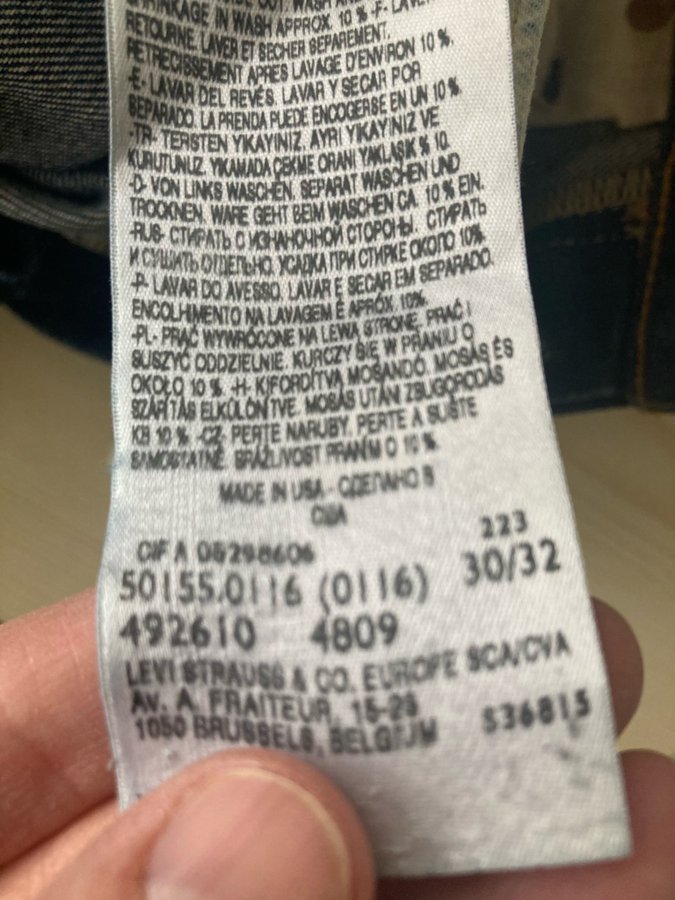 SHRINKAGE IN WASH APPROX. 10 % -F- LAVER
RETOURNE. LAVER ET SECHER SEPAREMENT.
RETRECISSEMENT APRES LAVAGE D'ENVIRON 10 %.
-E- LAVAR DEL REVÉS. LAVAR Y SECAR POR
SEPARADO. LA PRENDA PUEDE ENCOGERSE EN UN 10 %
-TR- TERSTEN YIKAYINIZ. AYRI YIKAYINIZ VE
KURUTUNUZ. YIKAMADA ÇEKME ORANI YAKLAŞIK % 10.
-D- VON LINKS WASCHEN. SEPARAT WASCHEN UND
TROCKNEN. WARE GEHT BEIM WASCHEN CA. 10 % EIN.
-RUS- СТИРАТЬ С ИЗНАНОЧНОЙ СТОРОНЫ. СТИРАТЬ
И СУШИТЬ ОТДЕЛЬНО. УСАДКА ПРИ СТИРКЕ ОКОЛО 10%
-P- LAVAR DO AVESSO. LAVAR E SECAR EM SEPARADO.
ENCOLHIMENTO NA LAVAGEM É APROX. 10%
-PL- PRAĆ WYWRÓCONE NA LEWĄ STRONĘ. PRAĆ I
SUSZYĆ ODDZIELNIE. KURCZY SIĘ W PRANIU O
OKOŁO 10 % -H- KIFORDÍTVA MOSANDÓ. MOSÁS ÉS
SZÁRÍTÁS ELKÜLÖNÍTVE. MOSÁS UTÁN ZSUGORODÁS
KB 10 % -CZ- PERTE NARUBY. PERTE A SUŠTE
SAMOSTATNĚ. SRÁŽLIVOST PRANÍM O 10 %
MADE IN USA - СДЕЛАНО В
США
223
CIF A 08298606
50155.0116 (0116) 30/32
492610 4809
LEVI STRAUSS & CO. EUROPE SCA/CVA
AV. A. FRAITEUR, 15-23
1050 BRUSSELS, BELGIUM 536815